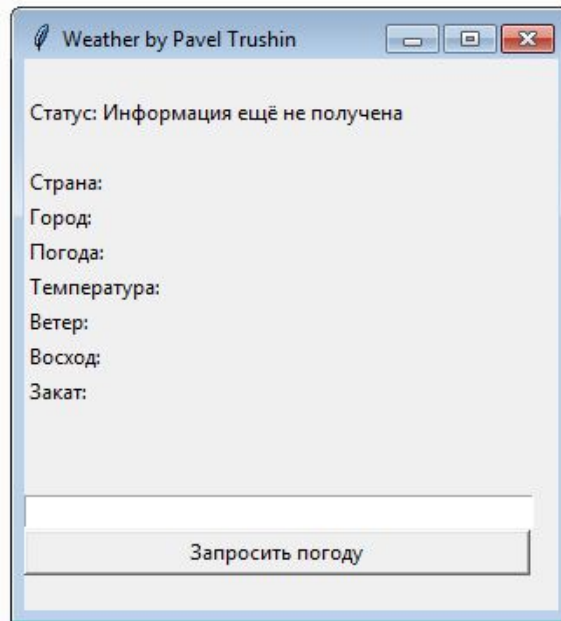 Weather by Pavel Trushin
Статус: Информация ещё не получена
Страна:
Город:
Погода:
Температура:
Ветер:
Восход:
Закат:
Запросить погоду